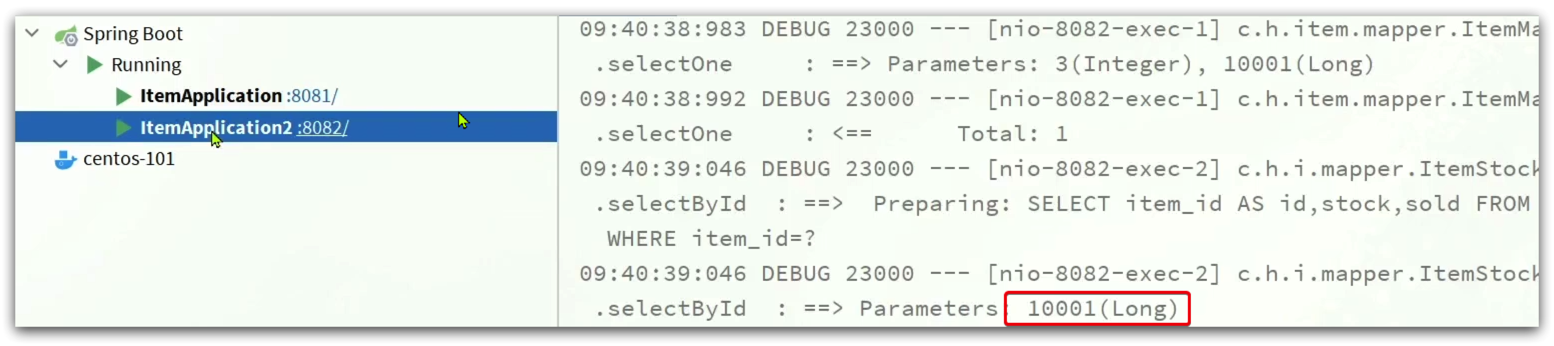 Spring Boot
Running
ItemApplication :8081/
ItemApplication2 :8082/
centos-101
09:40:38:983 DEBUG 23000 --- [nio-8082-exec-1] c.h.item.mapper.ItemMa
.selectOne : ==> Parameters: 3(Integer), 10001(Long)
09:40:38:992 DEBUG 23000 --- [nio-8082-exec-1] c.h.item.mapper.ItemMa
.selectOne : <== Total: 1
09:40:39:046 DEBUG 23000 --- [nio-8082-exec-2] c.h.i.mapper.ItemStock
.selectById : ==> Preparing: SELECT item_id AS id,stock,sold FROM
WHERE item_id=?
09:40:39:046 DEBUG 23000 --- [nio-8082-exec-2] c.h.i.mapper.ItemStock
.selectById : ==> Parameters: 10001(Long)